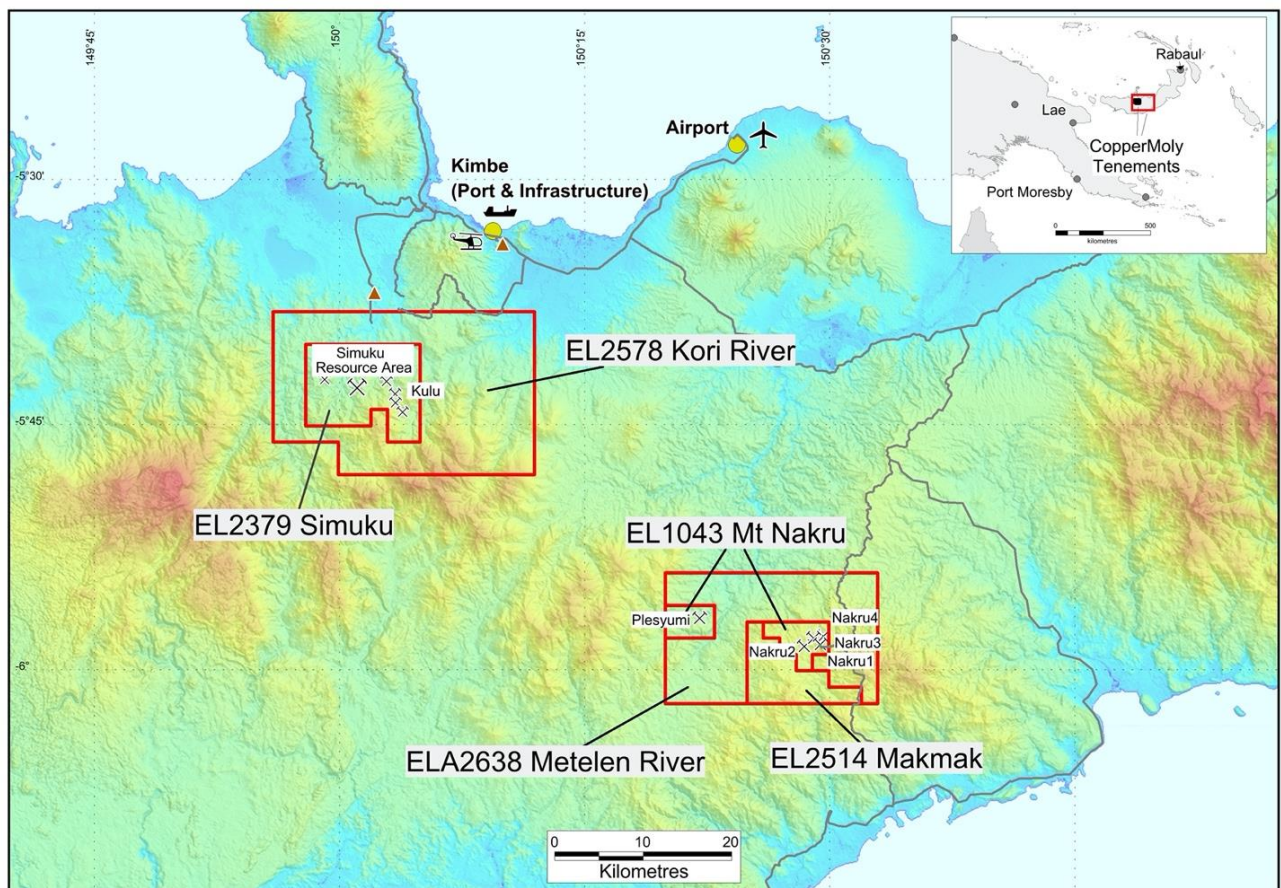 149°45'
150°
150°15'
150°30'
Rabaul
Lae
CopperMoly
Tenements
Port Moresby
0
500
kilometres
Airport
Kimbe
(Port & Infrastructure)
-5°30'
EL2578 Kori River
Simuku
Resource Area
Kulu
-5°45'
EL2379 Simuku
EL1043 Mt Nakru
Plesyumi
Nakru4
Nakru3
Nakru2
Nakru1
-6°
ELA2638 Metelen River
EL2514 Makmak
0 10 20
Kilometres